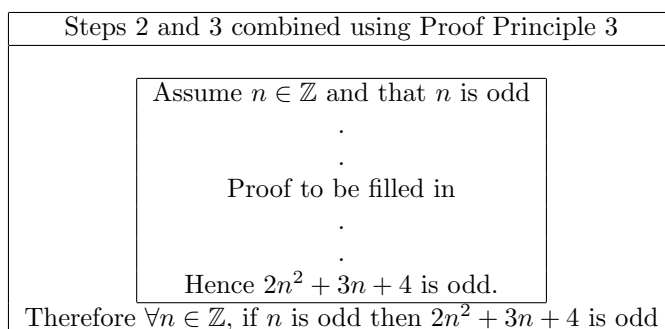 Steps 2 and 3 combined using Proof Principle 3
Assume n ∈ ℤ and that n is odd
.
.
Proof to be filled in
.
.
Hence 2n² + 3n + 4 is odd.
Therefore ∀n ∈ ℤ, if n is odd then 2n² + 3n + 4 is odd